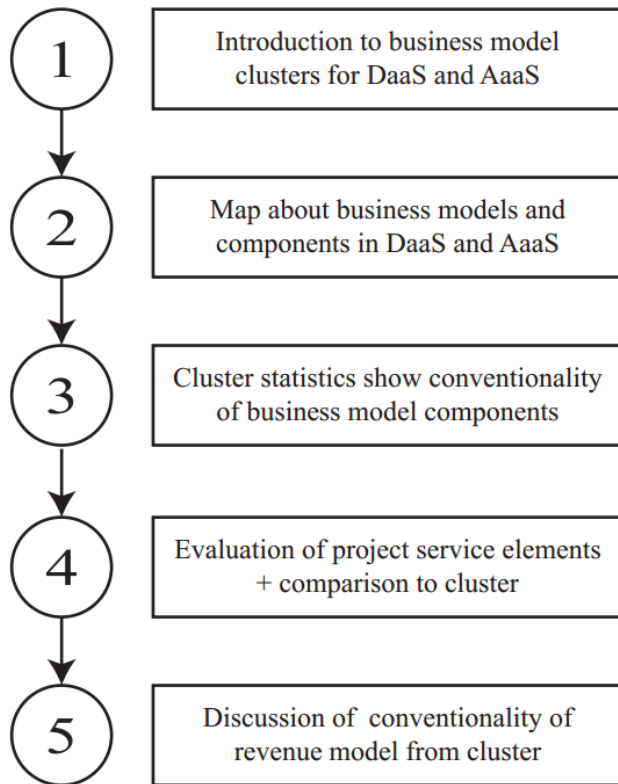 1
Introduction to business model
clusters for DaaS and AaaS
2
Map about business models and
components in DaaS and AaaS
3
Cluster statistics show conventionality
of business model components
4
Evaluation of project service elements
+ comparison to cluster
5
Discussion of conventionality of
revenue model from cluster